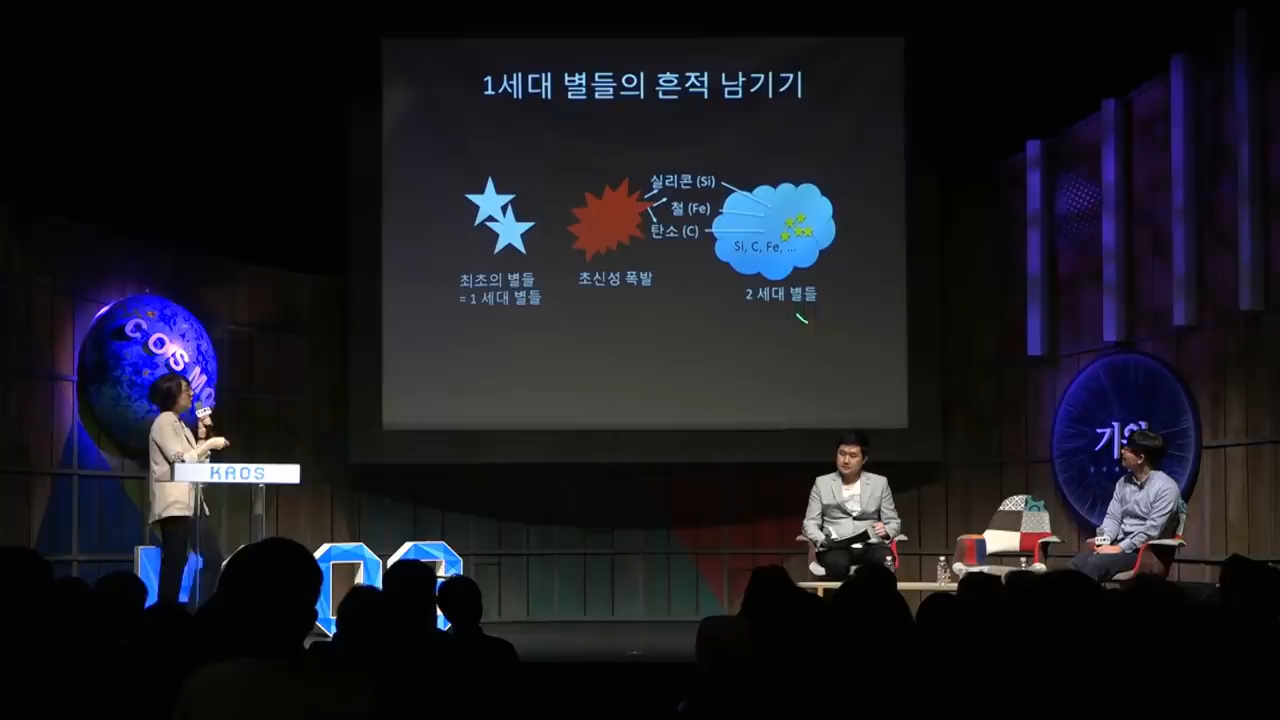 1세대 별들의 흔적 남기기
실리콘 (Si)
철 (Fe)
탄소 (C)
Si, C, Fe, ...
최초의 별들
= 1 세대 별들
초신성 폭발
2 세대 별들
COSMO
KAOS